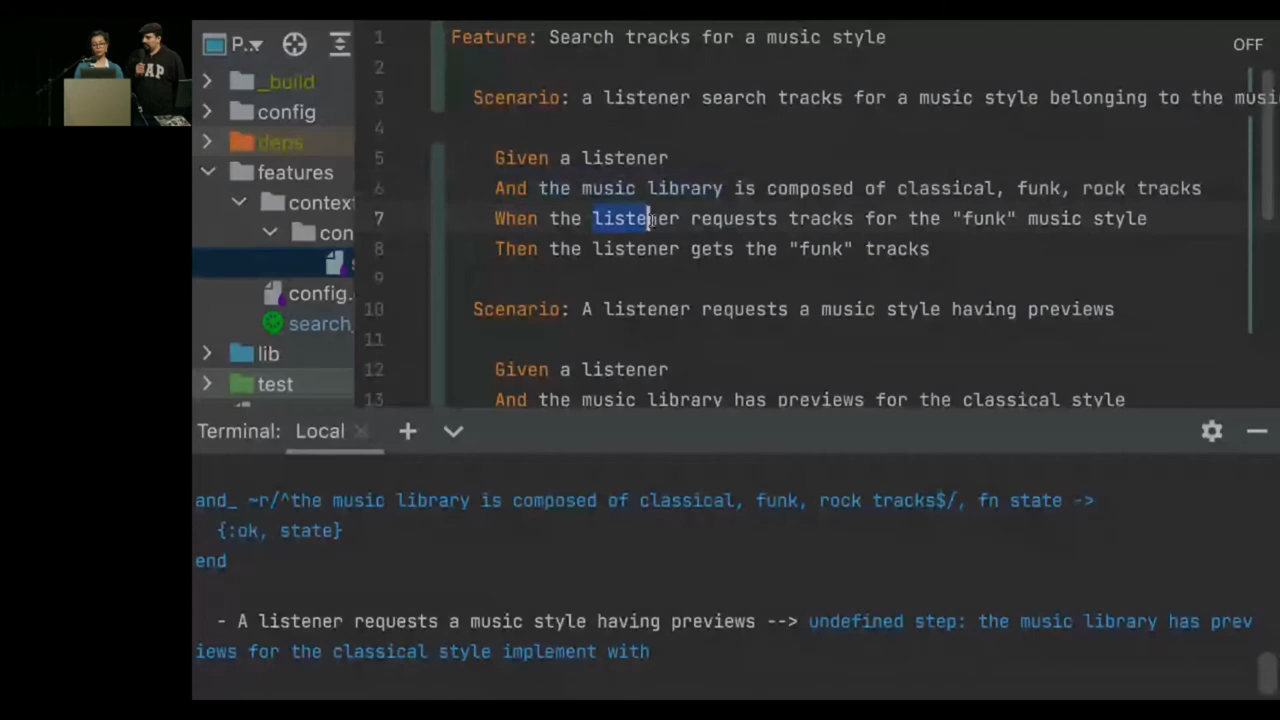 P..
OFF
_build
config
deps
features
context
con
s
config.
search_
lib
test
1 Feature: Search tracks for a music style
2
3 Scenario: a listener search tracks for a music style belonging to the musi
4
5 Given a listener
6 And the music library is composed of classical, funk, rock tracks
7 When the listener requests tracks for the "funk" music style
8 Then the listener gets the "funk" tracks
9
10 Scenario: A listener requests a music style having previews
11
12 Given a listener
13 And the music library has previews for the classical style
Terminal: Local
and_ ~r/^the music library is composed of classical, funk, rock tracks$/, fn state ->
{:ok, state}
end
- A listener requests a music style having previews --> undefined step: the music library has prev
iews for the classical style implement with